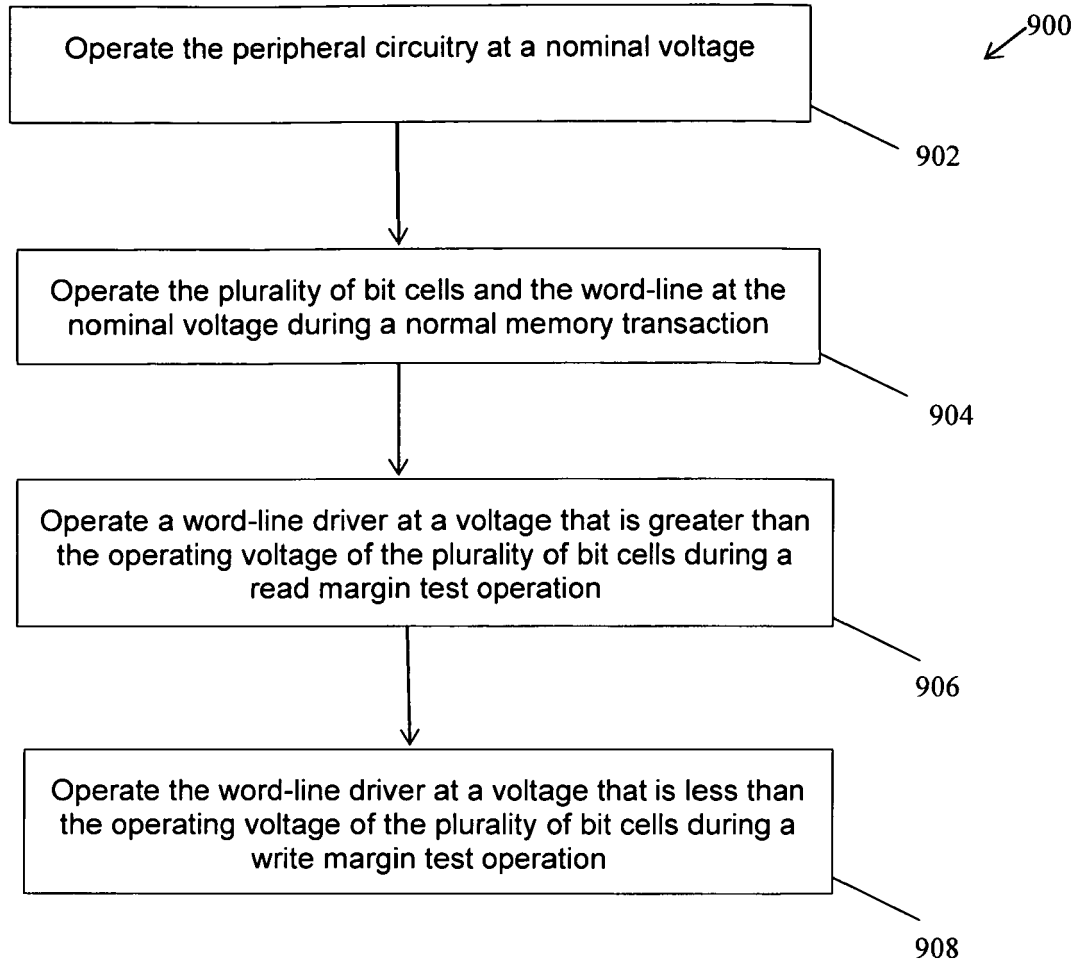 Operate the peripheral circuitry at a nominal voltage
900
902
Operate the plurality of bit cells and the word-line at the
nominal voltage during a normal memory transaction
904
Operate a word-line driver at a voltage that is greater than
the operating voltage of the plurality of bit cells during a
read margin test operation
906
Operate the word-line driver at a voltage that is less than
the operating voltage of the plurality of bit cells during a
write margin test operation
908